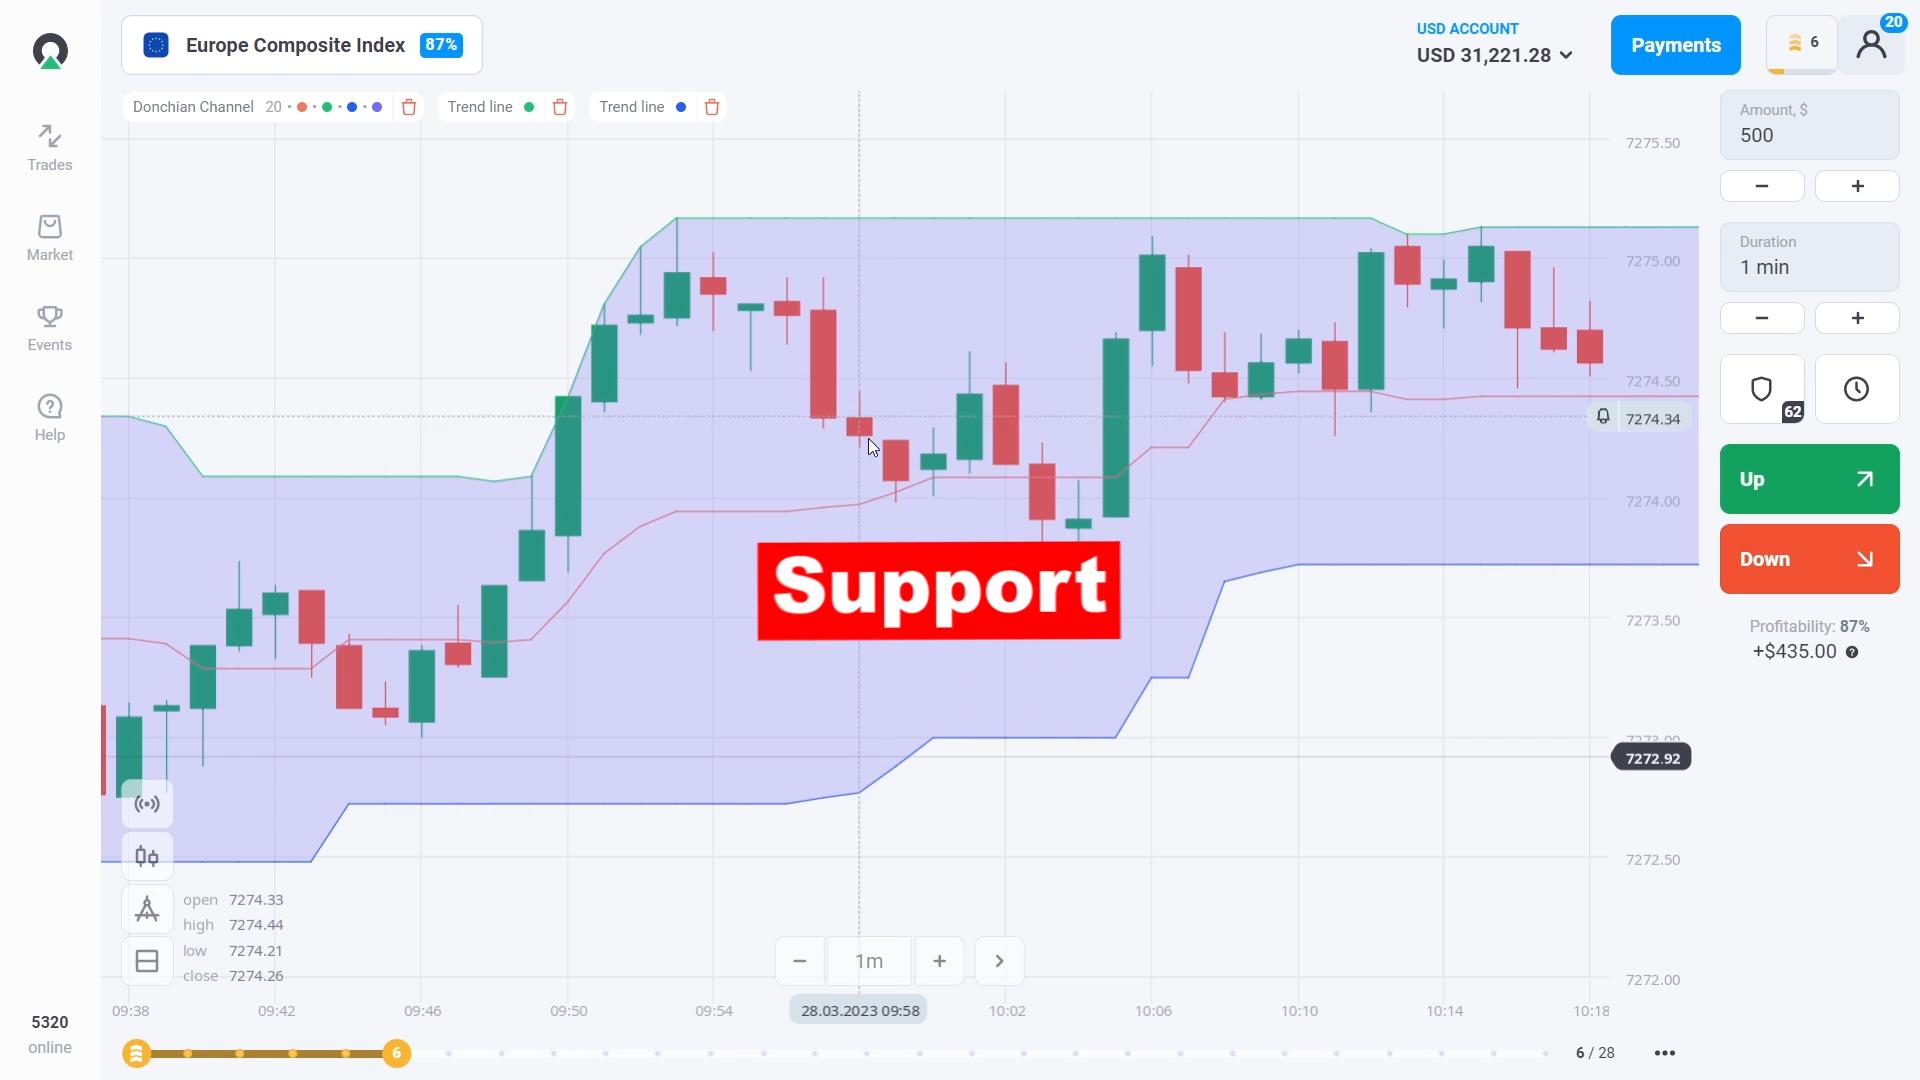 Europe Composite Index 87%
USD ACCOUNT
USD 31,221.28
Payments
6
20
Donchian Channel 20
Trend line
Trend line
Trades
Market
Events
Help
5320
online
7275.50
7275.00
7274.50
7274.34
7274.00
7273.50
7273.00
7272.92
7272.50
7272.00
Support
Amount, $
500
Duration
1 min
62
Up
Down
Profitability: 87%
+$435.00
open 7274.33
high 7274.44
low 7274.21
close 7274.26
1m
09:38 09:42 09:46 09:50 09:54 28.03.2023 09:58 10:02 10:06 10:10 10:14 10:18
6
6 / 28